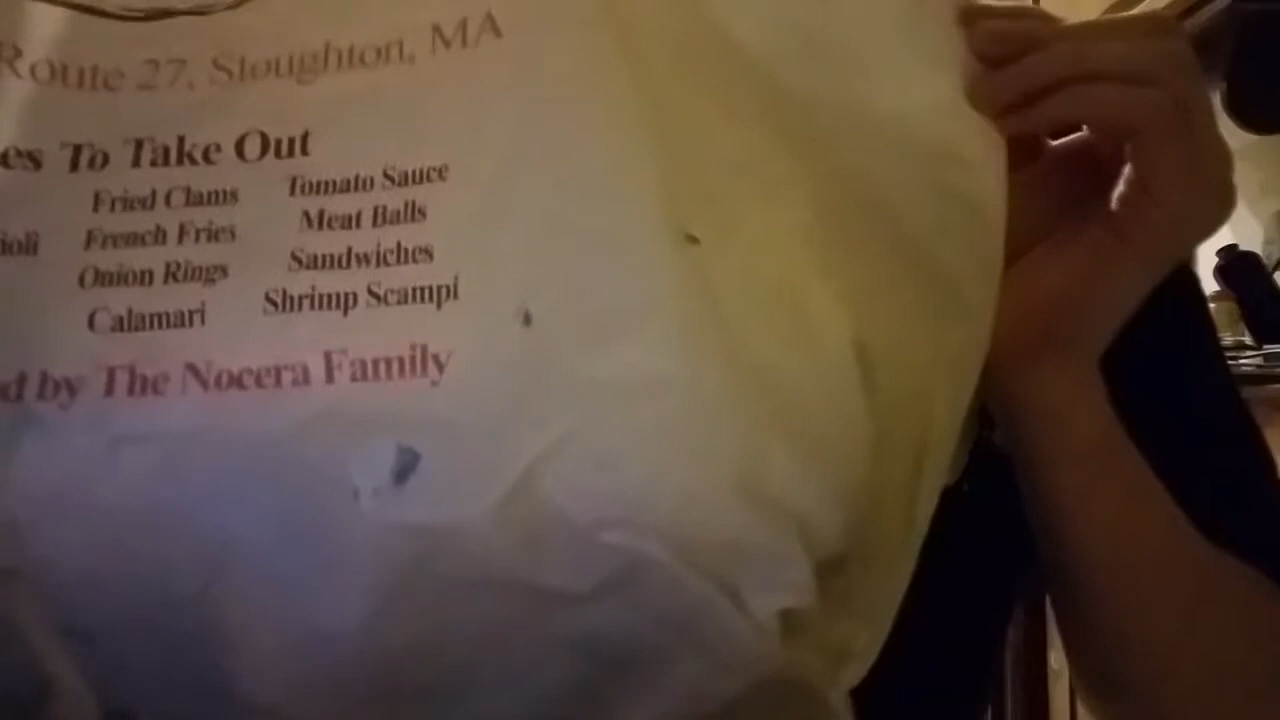 Route 27, Stoughton, MA
es To Take Out
Fried Clams Tomato Sauce
ioli French Fries Meat Balls
Onion Rings Sandwiches
Calamari Shrimp Scampi
d by The Nocera Family